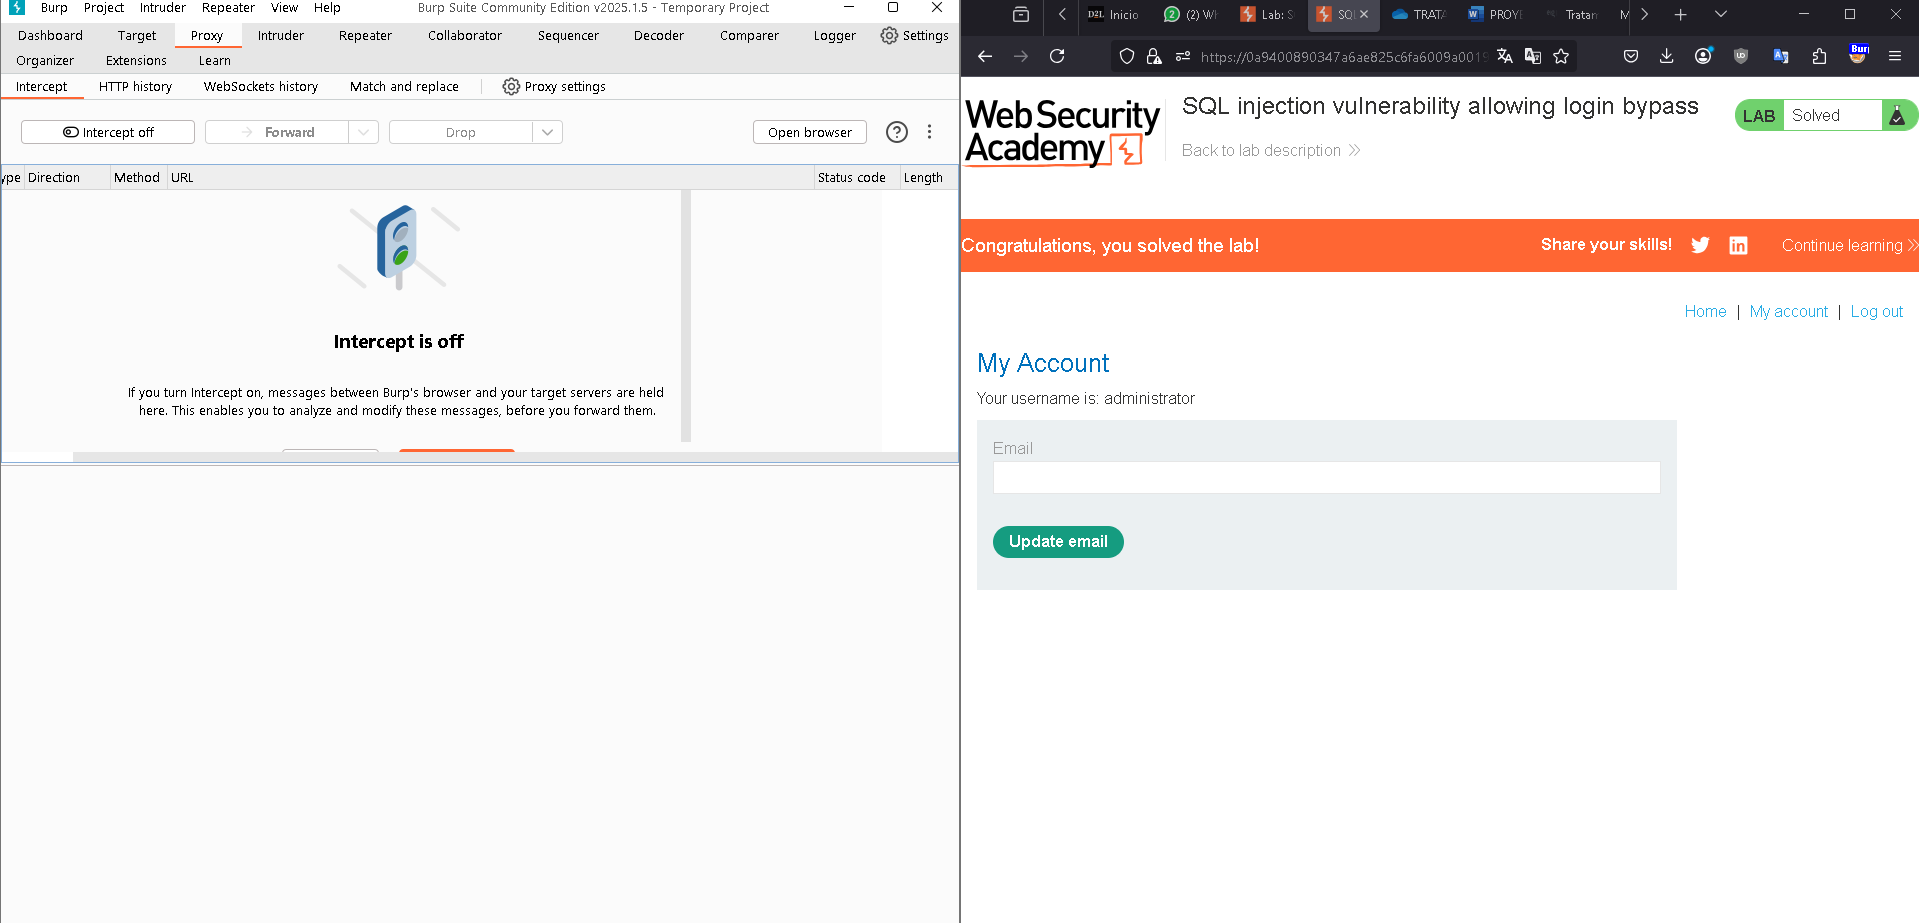 Burp Project Intruder Repeater View Help Burp Suite Community Edition v2025.1.5 - Temporary Project
Dashboard Target Proxy Intruder Repeater Collaborator Sequencer Decoder Comparer Logger Settings
Organizer Extensions Learn
Intercept HTTP history WebSockets history Match and replace Proxy settings
Intercept off Forward Drop Open browser
ype Direction Method URL Status code Length
Intercept is off
If you turn Intercept on, messages between Burp's browser and your target servers are held
here. This enables you to analyze and modify these messages, before you forward them.
D2L Inicio 2 (2) W Lab: S SQL TRATA PROYE Tratan M
https://0a9400890347a6ae825c6fa6009a0019 Burp
Web Security
Academy
SQL injection vulnerability allowing login bypass
Back to lab description
LAB Solved
Congratulations, you solved the lab! Share your skills! Continue learning
Home | My account | Log out
My Account
Your username is: administrator
Email
Update email